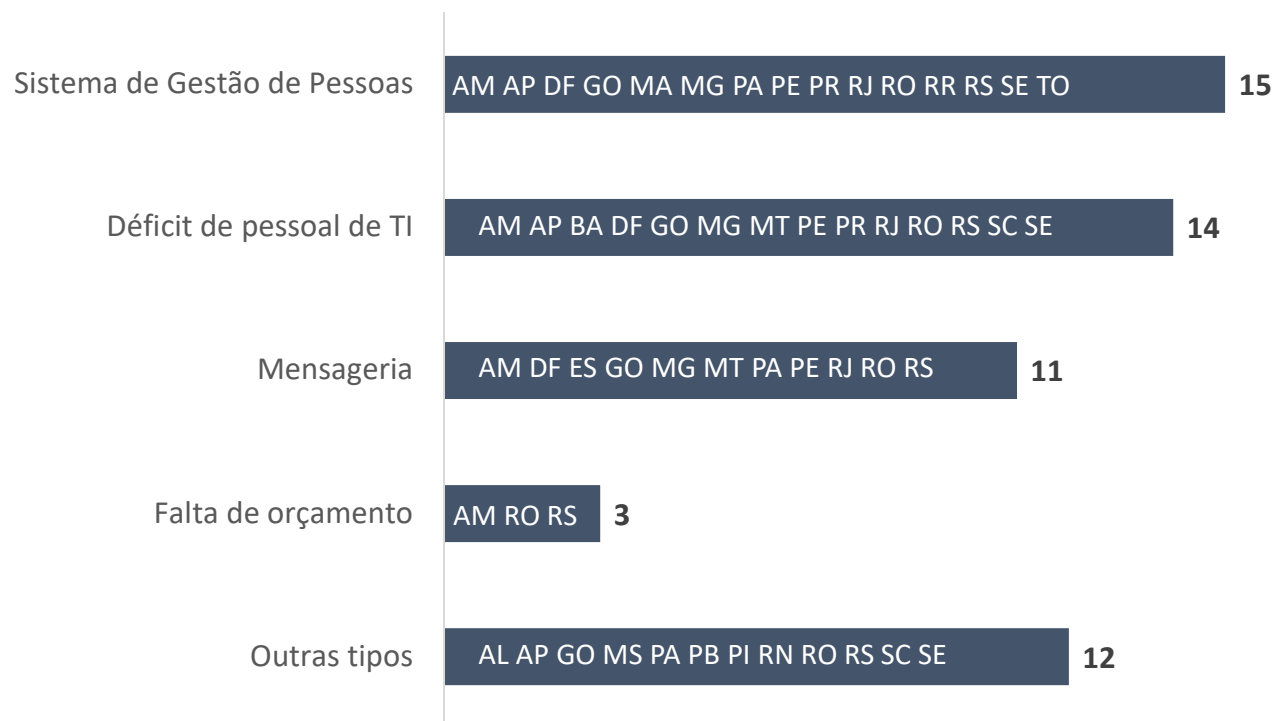 Sistema de Gestão de Pessoas AM AP DF GO MA MG PA PE PR RJ RO RR RS SE TO 15
Déficit de pessoal de TI AM AP BA DF GO MG MT PE PR RJ RO RS SC SE 14
Mensageria AM DF ES GO MG MT PA PE RJ RO RS 11
Falta de orçamento AM RO RS 3
Outras tipos AL AP GO MS PA PB PI RN RO RS SC SE 12